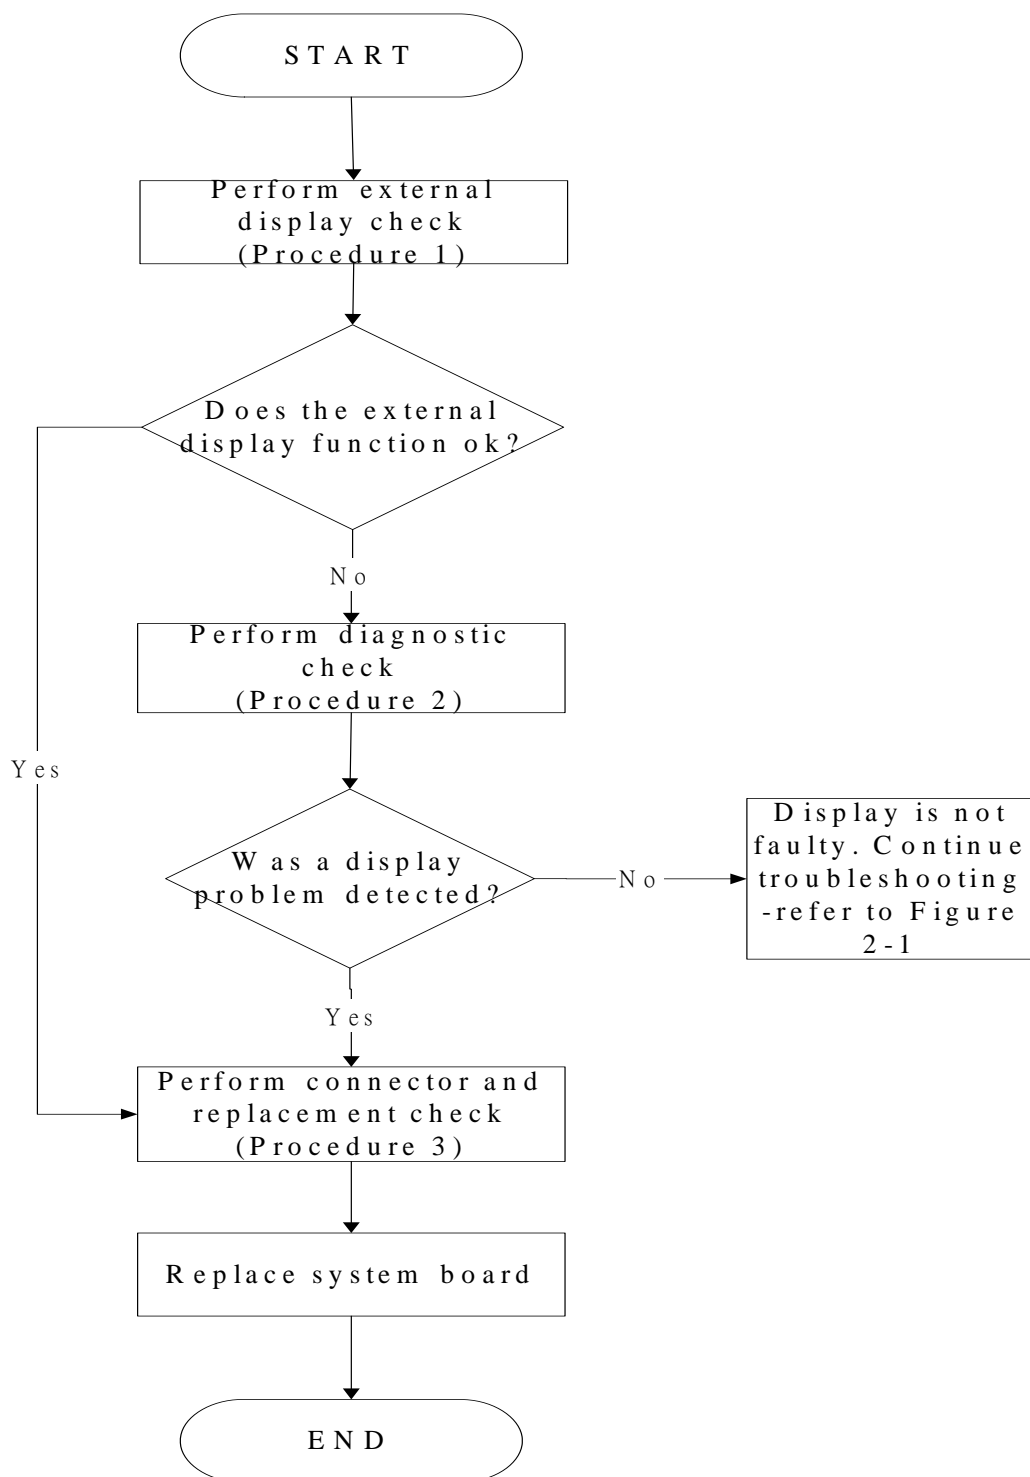 START
Perform external
display check
(Procedure 1)
Does the external
display function ok?
No
Perform diagnostic
check
(Procedure 2)
Yes
Was a display
problem detected?
No
Display is not
faulty. Continue
troubleshooting
-refer to Figure
2-1
Yes
Perform connector and
replacement check
(Procedure 3)
Replace system board
END